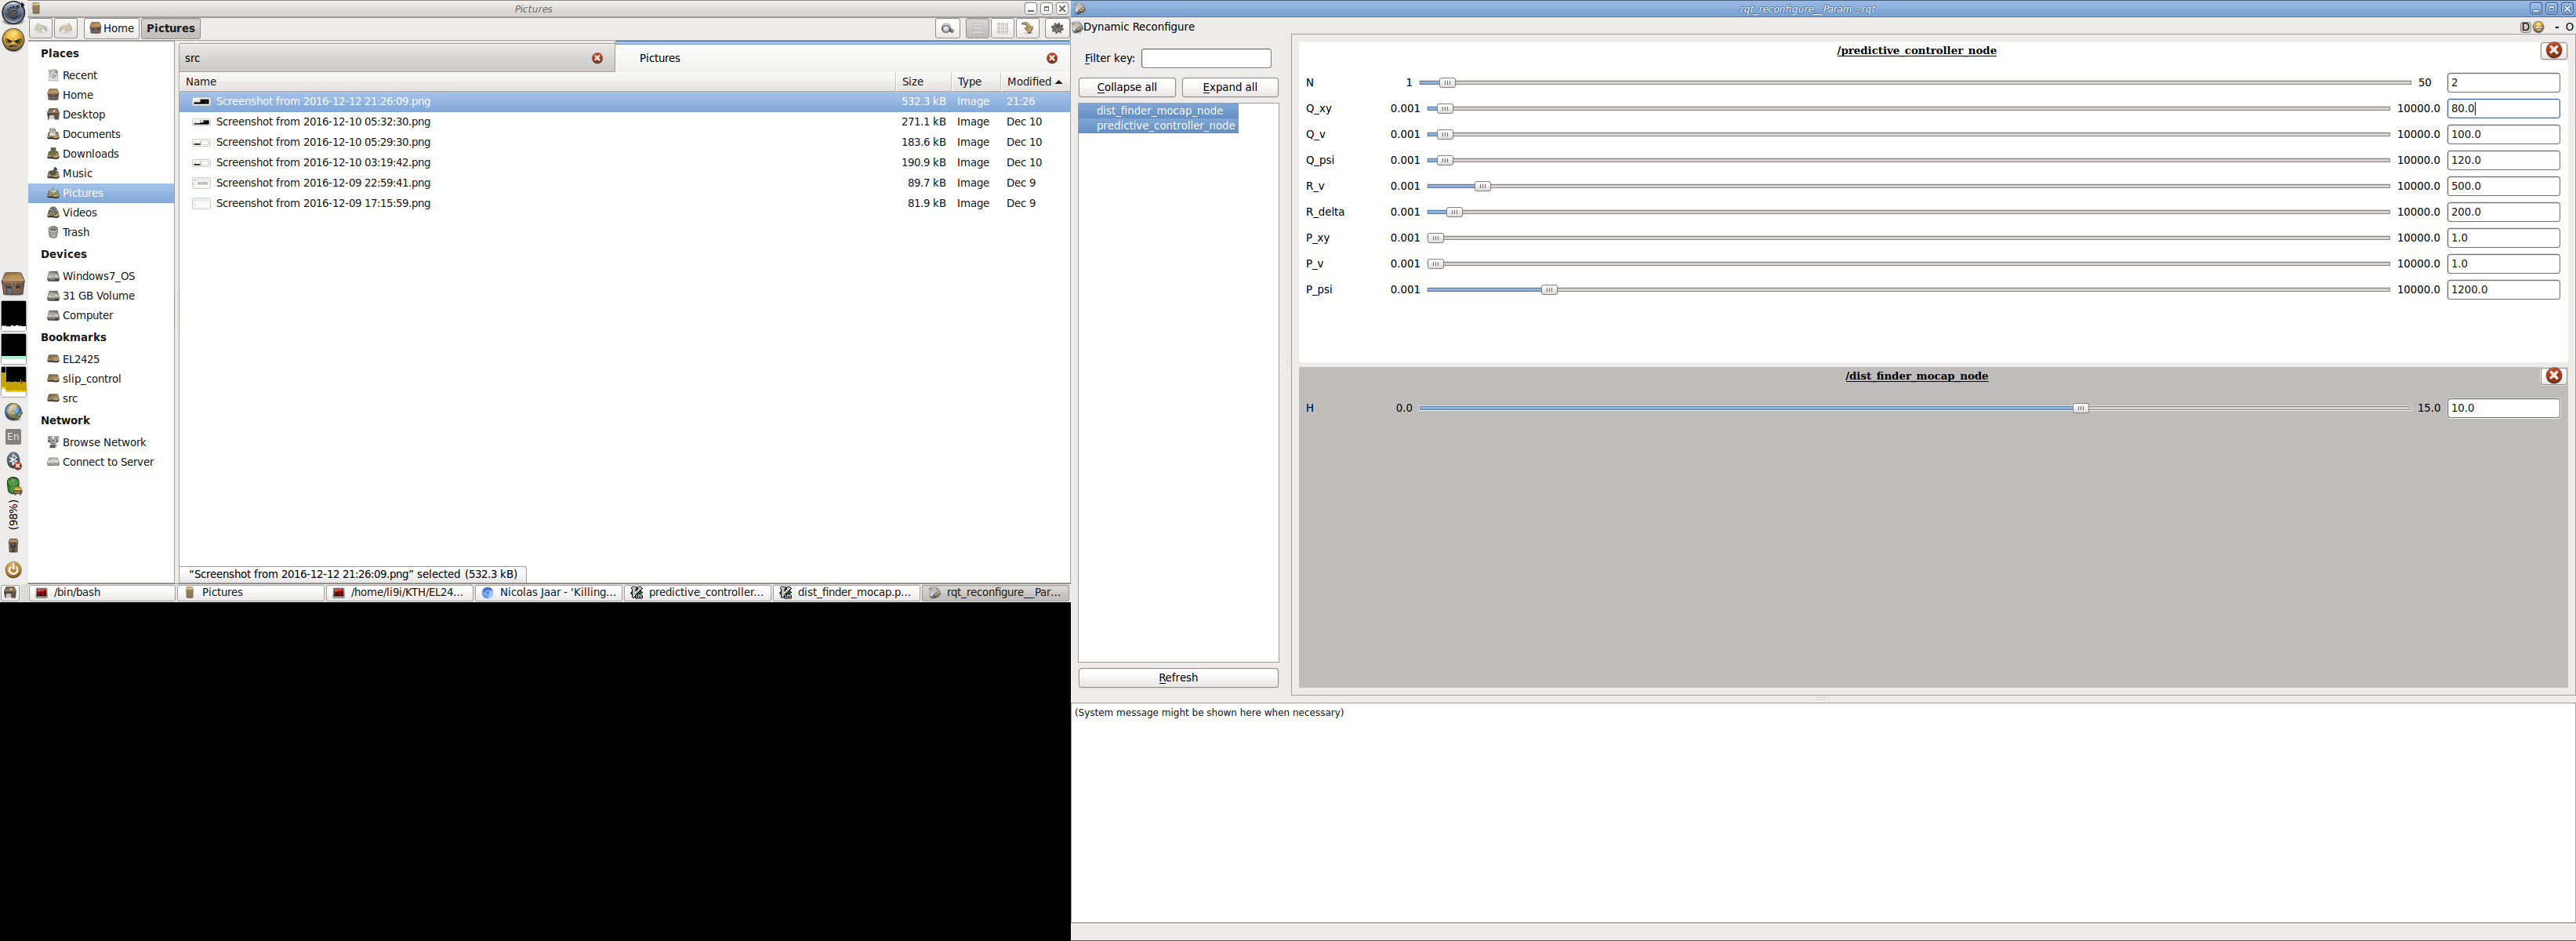 Pictures
Home
Pictures
Places
Recent
Home
Desktop
Documents
Downloads
Music
Pictures
Videos
Trash
Devices
Windows7_OS
31 GB Volume
Computer
Bookmarks
EL2425
slip_control
src
Network
Browse Network
Connect to Server
En
(98%)
src
Pictures
Name Size Type Modified
Screenshot from 2016-12-12 21:26:09.png 532.3 kB Image 21:26
Screenshot from 2016-12-10 05:32:30.png 271.1 kB Image Dec 10
Screenshot from 2016-12-10 05:29:30.png 183.6 kB Image Dec 10
Screenshot from 2016-12-10 03:19:42.png 190.9 kB Image Dec 10
Screenshot from 2016-12-09 22:59:41.png 89.7 kB Image Dec 9
Screenshot from 2016-12-09 17:15:59.png 81.9 kB Image Dec 9
“Screenshot from 2016-12-12 21:26:09.png” selected (532.3 kB)
/bin/bash
Pictures
/home/li9i/KTH/EL24...
Nicolas Jaar - 'Killing...
predictive_controller...
dist_finder_mocap.p...
rqt_reconfigure__Par...
rqt_reconfigure__Param - rqt
Dynamic Reconfigure
D - O
Filter key:
Collapse all Expand all
dist_finder_mocap_node
predictive_controller_node
Refresh
/predictive_controller_node
N 1 50 2
Q_xy 0.001 10000.0 80.0
Q_v 0.001 10000.0 100.0
Q_psi 0.001 10000.0 120.0
R_v 0.001 10000.0 500.0
R_delta 0.001 10000.0 200.0
P_xy 0.001 10000.0 1.0
P_v 0.001 10000.0 1.0
P_psi 0.001 10000.0 1200.0
/dist_finder_mocap_node
H 0.0 15.0 10.0
(System message might be shown here when necessary)